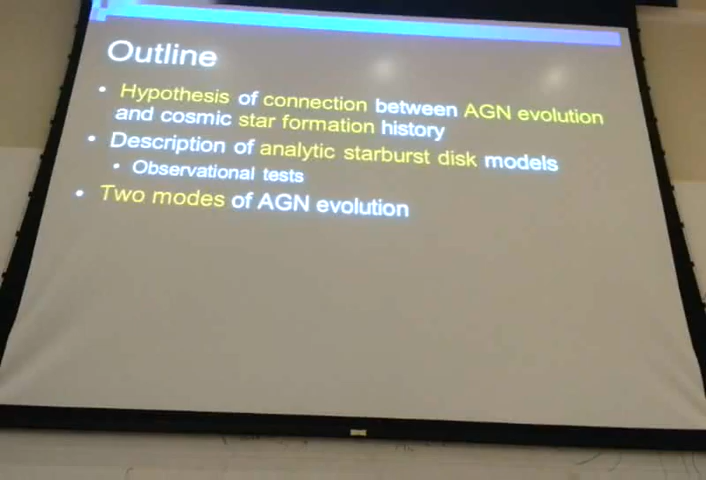 Outline
• Hypothesis of connection between AGN evolution
and cosmic star formation history
• Description of analytic starburst disk models
• Observational tests
• Two modes of AGN evolution